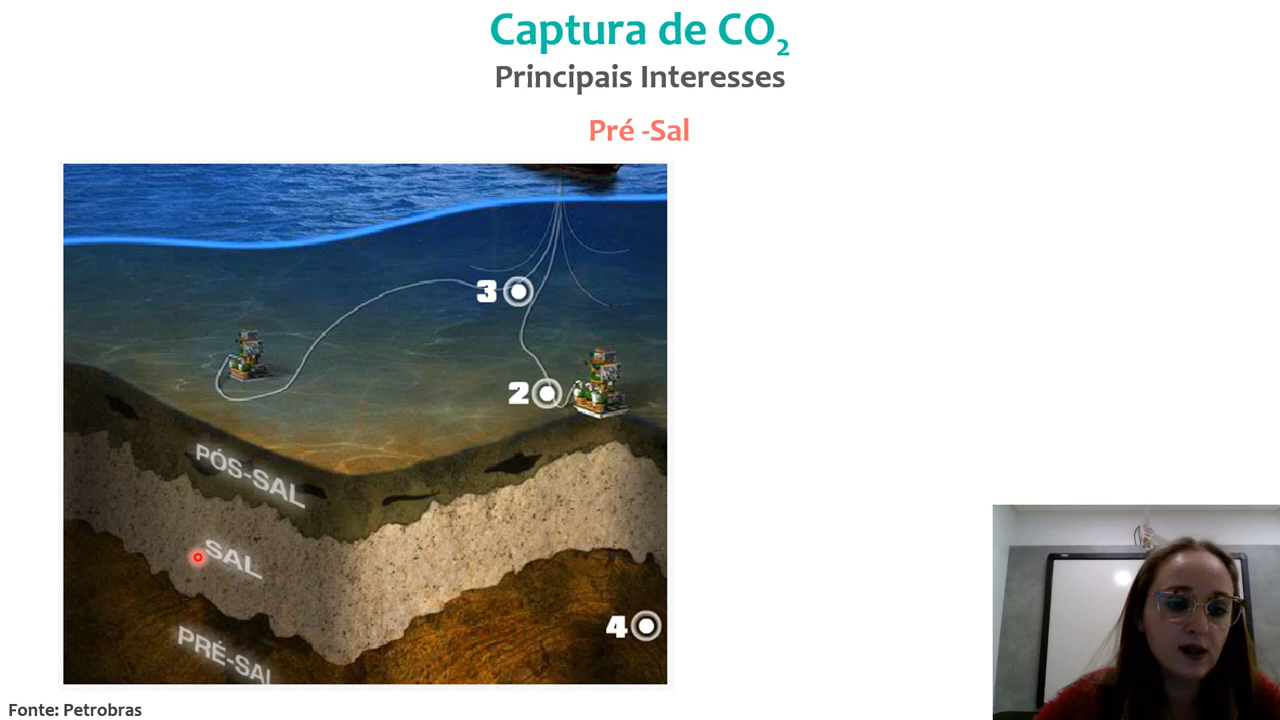 Captura de CO₂
Principais Interesses
Pré -Sal
3
2
PÓS-SAL
SAL
4
PRÉ-SAL
Fonte: Petrobras